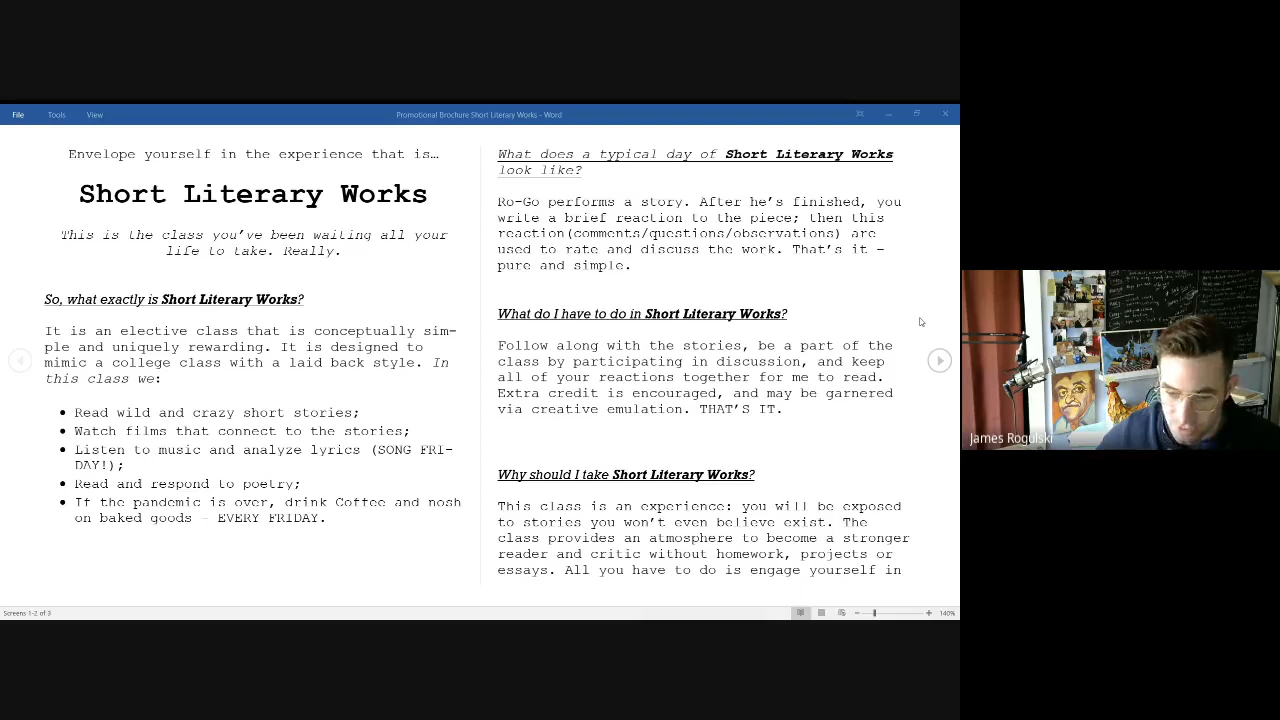 File Tools View Promotional Brochure Short Literary Works - Word
Envelope yourself in the experience that is…
Short Literary Works
This is the class you've been waiting all your
life to take. Really.
So, what exactly is Short Literary Works?
It is an elective class that is conceptually sim-
ple and uniquely rewarding. It is designed to
mimic a college class with a laid back style. In
this class we:
• Read wild and crazy short stories;
• Watch films that connect to the stories;
• Listen to music and analyze lyrics (SONG FRI-
DAY!);
• Read and respond to poetry;
• If the pandemic is over, drink Coffee and nosh
on baked goods – EVERY FRIDAY.
What does a typical day of Short Literary Works
look like?
Ro-Go performs a story. After he's finished, you
write a brief reaction to the piece; then this
reaction(comments/questions/observations) are
used to rate and discuss the work. That's it –
pure and simple.
What do I have to do in Short Literary Works?
Follow along with the stories, be a part of the
class by participating in discussion, and keep
all of your reactions together for me to read.
Extra credit is encouraged, and may be garnered
via creative emulation. THAT'S IT.
Why should I take Short Literary Works?
This class is an experience: you will be exposed
to stories you won't even believe exist. The
class provides an atmosphere to become a stronger
reader and critic without homework, projects or
essays. All you have to do is engage yourself in
Screens 1-2 of 3
140%
James Rogulski